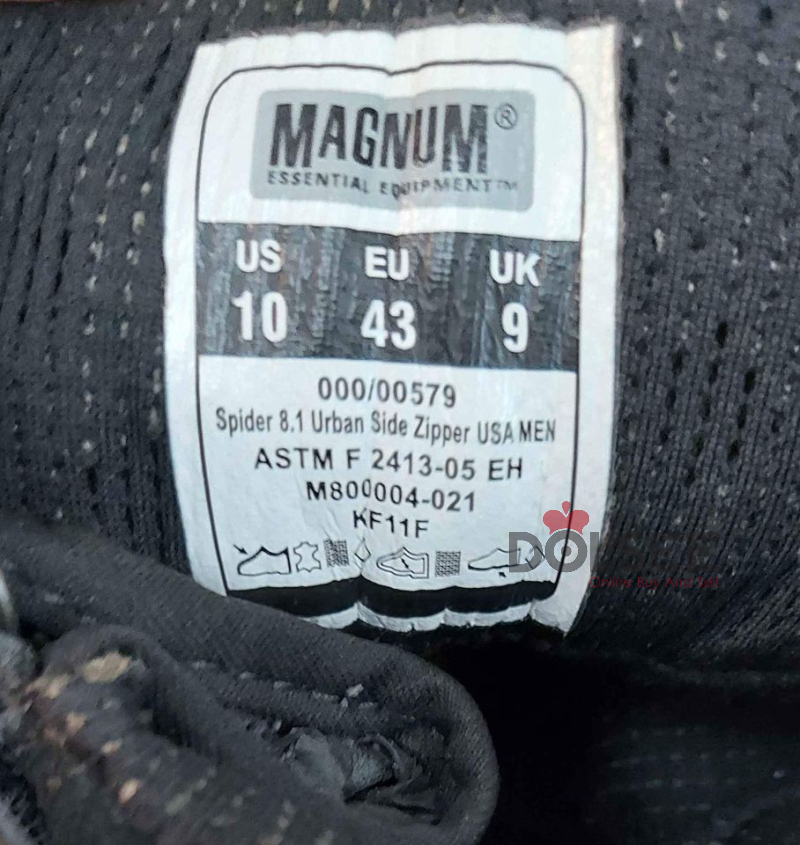 MAGNUM®
ESSENTIAL EQUIPMENT™
US EU UK
10 43 9
000/00579
Spider 8.1 Urban Side Zipper USA MEN
ASTM F 2413-05 EH
M800004-021
KF11F